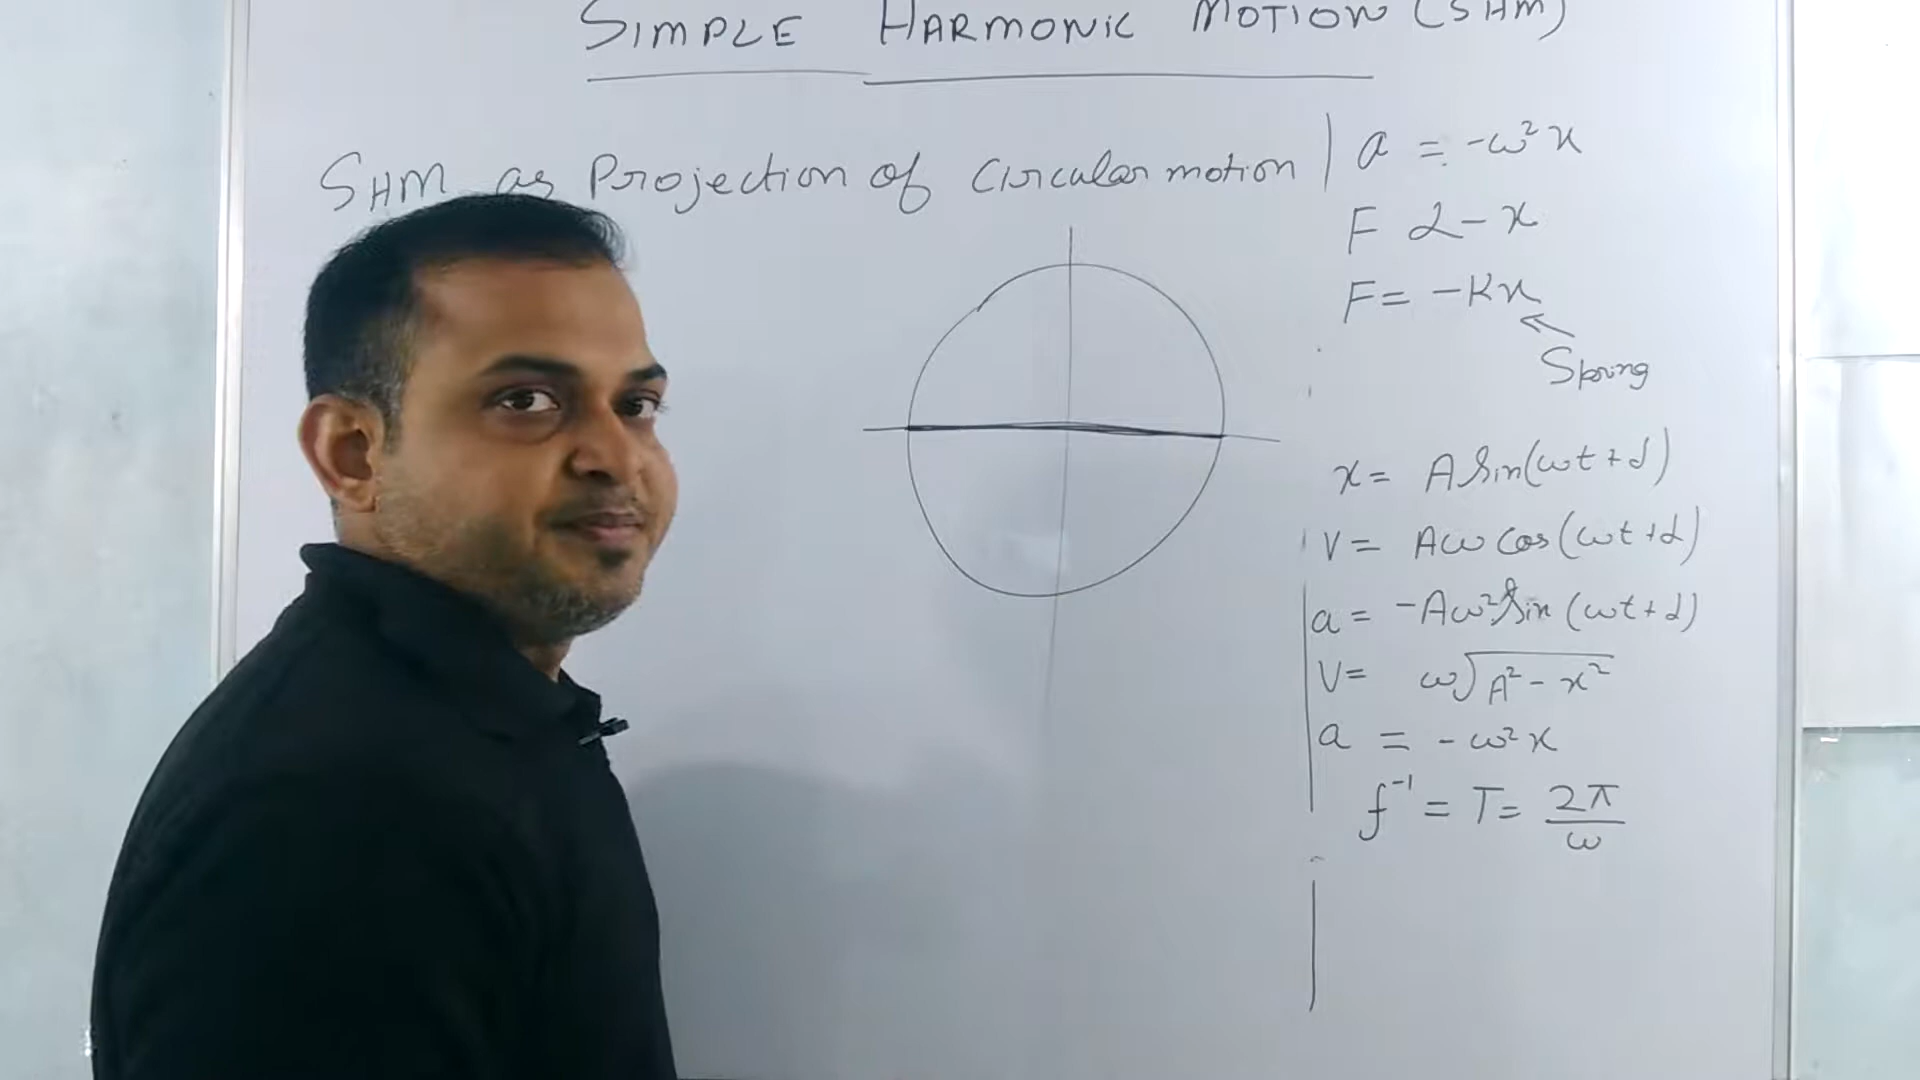 SIMPLE HARMONIC MOTION (SHM)
SHM as Projection of Circular motion
a = -ω²x
F α - x
F = -Kx
Spring
x = A Sin(ωt + δ)
V = Aω Cos (ωt + α)
a = -Aω² Sin (ωt + α)
V = ω√A² - x²
a = - ω²x
f⁻¹ = T = 2π/ω